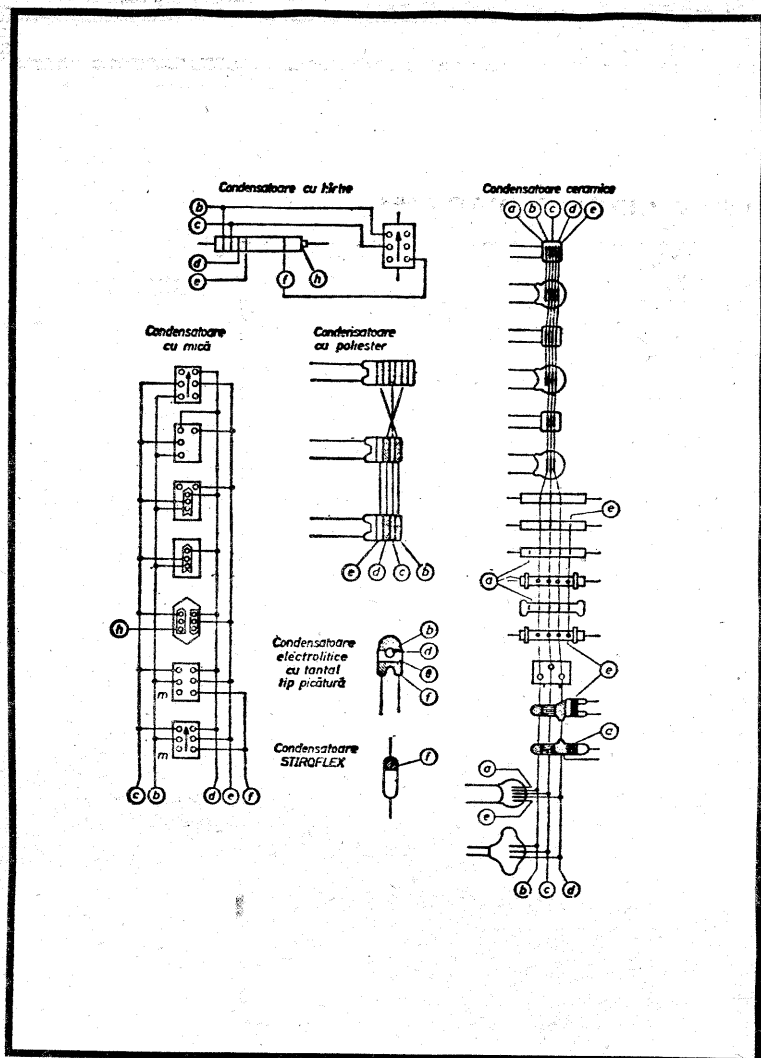 Condensatoare cu hîrtie
b
c
d
e
f
h
Condensatoare ceramice
a b c d e
e
a
e
c
a
e
b c d
Condensatoare
cu mică
h
m
m
c b d e f
Condensatoare
cu poliester
e d c b
Condensatoare
electrolitice
cu tantal
tip picătură
b
d
e
f
Condensatoare
STIROFLEX
f